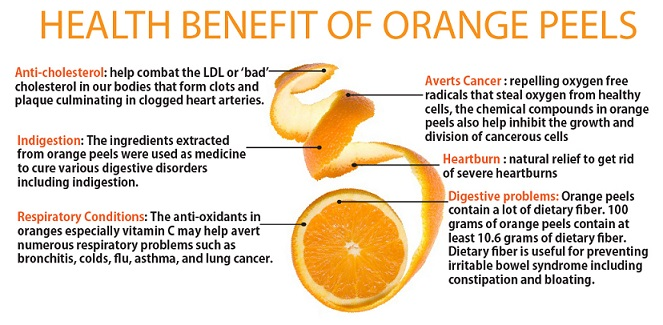 HEALTH BENEFIT OF ORANGE PEELS
Anti-cholesterol: help combat the LDL or ‘bad’
cholesterol in our bodies that form clots and
plaque culminating in clogged heart arteries.
Indigestion: The ingredients extracted
from orange peels were used as medicine
to cure various digestive disorders
including indigestion.
Respiratory Conditions: The anti-oxidants in
oranges especially vitamin C may help avert
numerous respiratory problems such as
bronchitis, colds, flu, asthma, and lung cancer.
Averts Cancer : repelling oxygen free
radicals that steal oxygen from healthy
cells, the chemical compounds in orange
peels also help inhibit the growth and
division of cancerous cells
Heartburn : natural relief to get rid
of severe heartburns
Digestive problems: Orange peels
contain a lot of dietary fiber. 100
grams of orange peels contain at
least 10.6 grams of dietary fiber.
Dietary fiber is useful for preventing
irritable bowel syndrome including
constipation and bloating.